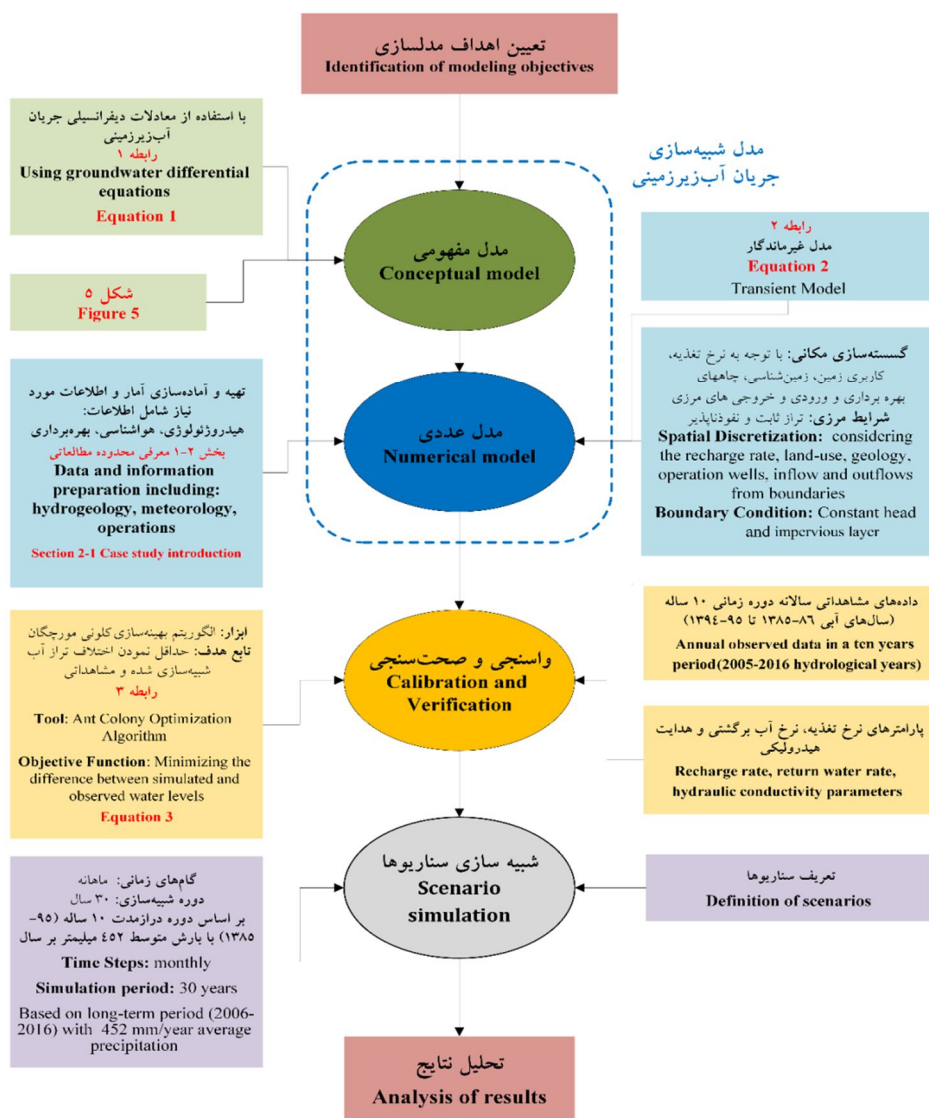 تعیین اهداف مدلسازی
Identification of modeling objectives
با استفاده از معادلات دیفرانسیلی جریان
آب‌زیرزمینی
رابطه ۱
Using groundwater differential
equations
Equation 1
مدل شبیه‌سازی
جریان آب‌زیرزمینی
مدل مفهومی
Conceptual model
رابطه ۲
مدل غیرماندگار
Equation 2
Transient Model
شکل ۵
Figure 5
تهیه و آماده‌سازی آمار و اطلاعات مورد
نیاز شامل اطلاعات:
هیدروژئولوژی، هواشناسی، بهره‌برداری
بخش ۲-۱ معرفی محدوده مطالعاتی
Data and information
preparation including:
hydrogeology, meteorology,
operations
Section 2-1 Case study introduction
مدل عددی
Numerical model
گسسته‌سازی مکانی: با توجه به نرخ تغذیه،
کاربری زمین، زمین‌شناسی، چاههای
بهره برداری و ورودی و خروجی های مرزی
شرایط مرزی: تراز ثابت و نفوذناپذیر
Spatial Discretization: considering
the recharge rate, land-use, geology,
operation wells, inflow and outflows
from boundaries
Boundary Condition: Constant
head and impervious layer
ابزار: الگوریتم بهینه‌سازی کلونی مورچگان
تابع هدف: حداقل نمودن اختلاف تراز آب
شبیه‌سازی شده و مشاهداتی
رابطه ۳
Tool: Ant Colony Optimization
Algorithm
Objective Function: Minimizing the
difference between simulated and
observed water levels
Equation 3
واسنجی و صحت‌سنجی
Calibration and
Verification
داده‌های مشاهداتی سالانه دوره زمانی ۱۰ ساله
(سال‌های آبی ۸۶-۱۳۸۵ تا ۹۵-۱۳۹۴)
Annual observed data in a ten years
period(2005-2016 hydrological years)
پارامترهای نرخ تغذیه، نرخ آب برگشتی و هدایت
هیدرولیکی
Recharge rate, return water rate,
hydraulic conductivity parameters
گام‌های زمانی: ماهانه
دوره شبیه‌سازی: ۳۰ سال
بر اساس دوره درازمدت ۱۰ ساله (۹۵-
۱۳۸۵) با بارش متوسط ۴۵۲ میلیمتر بر سال
Time Steps: monthly
Simulation period: 30 years
Based on long-term period (2006-
2016) with 452 mm/year average
precipitation
شبیه سازی سناریوها
Scenario
simulation
تعریف سناریوها
Definition of scenarios
تحلیل نتایج
Analysis of results